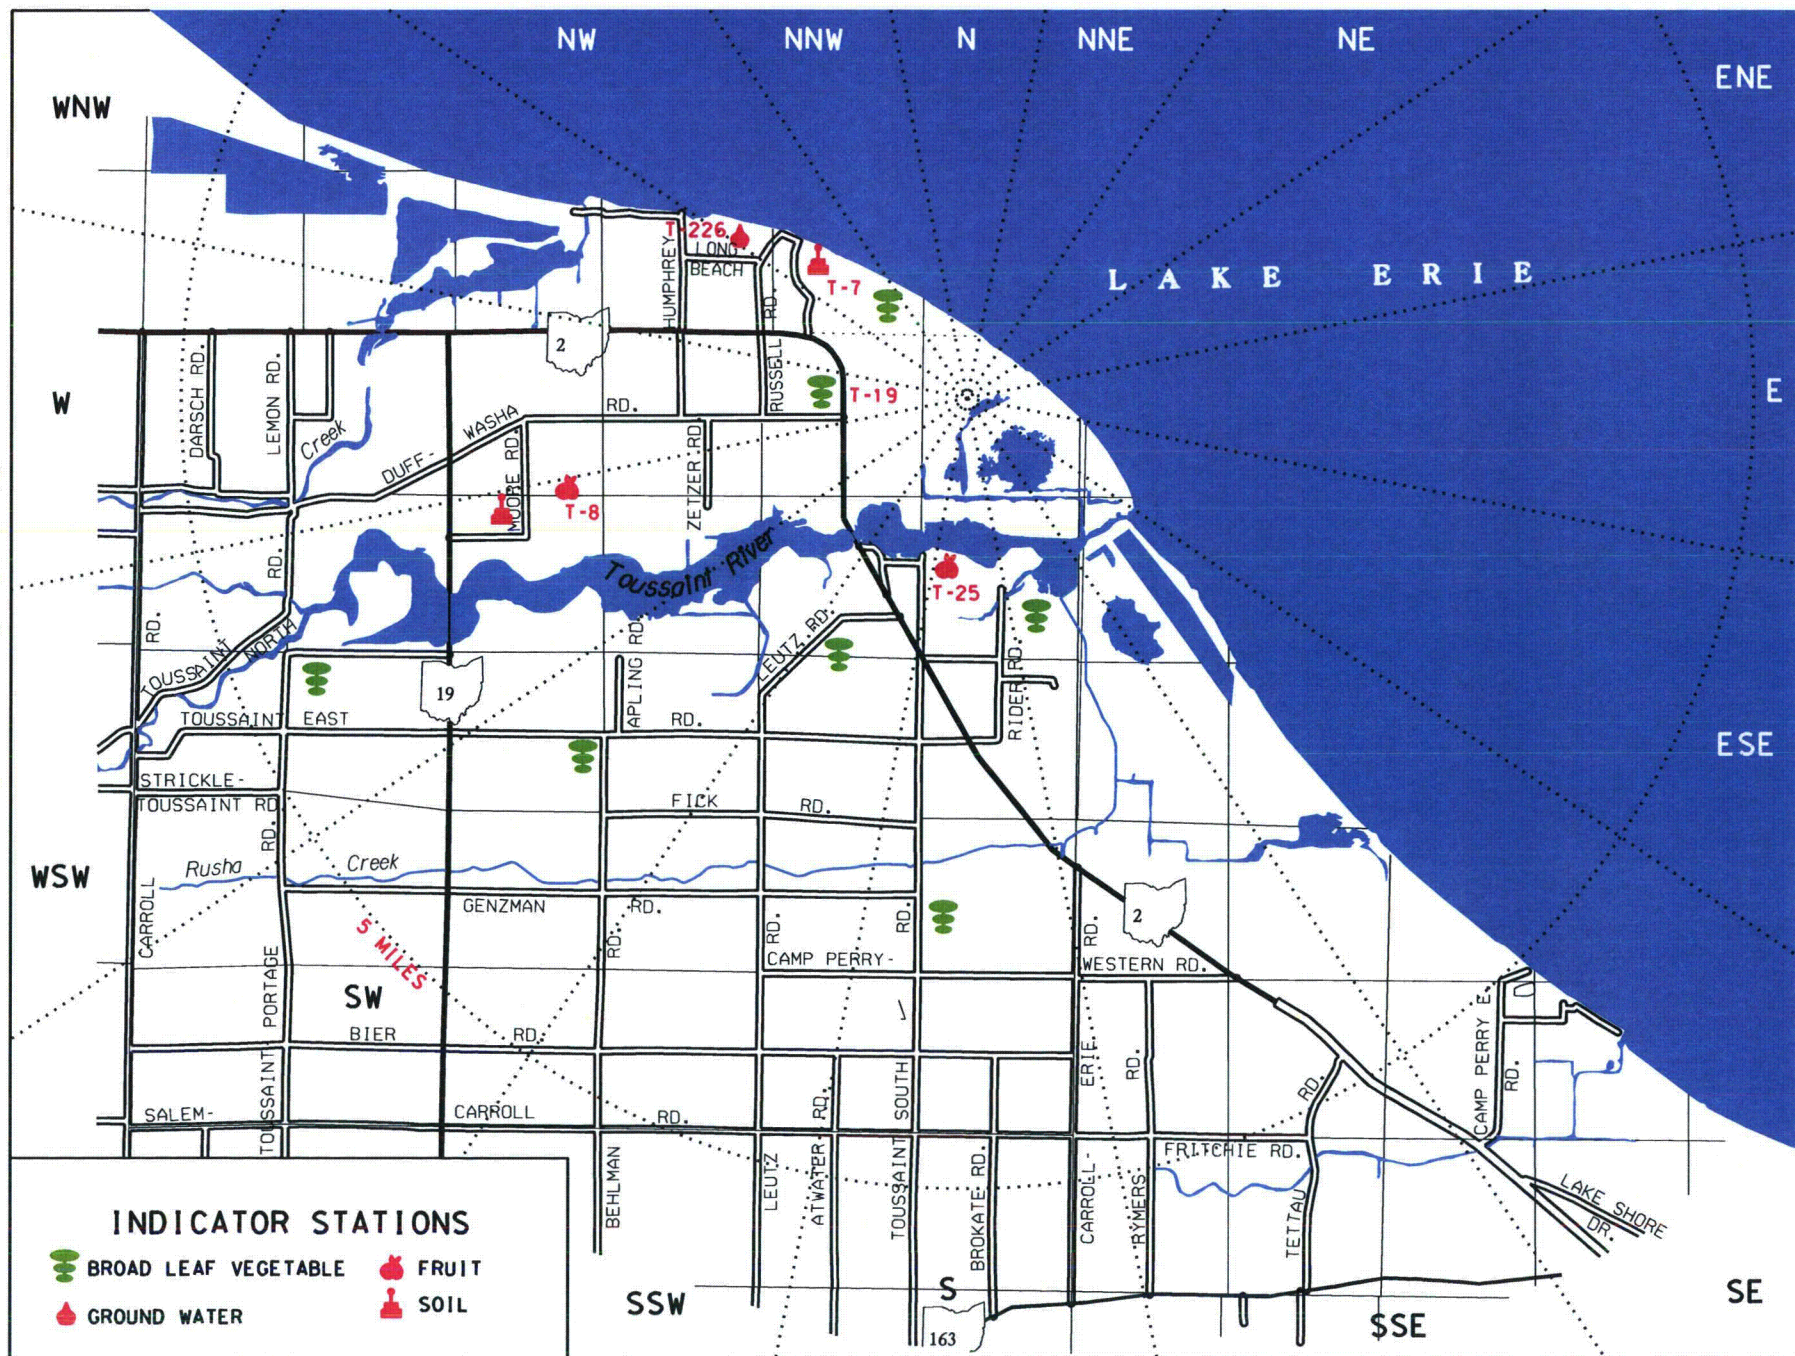 NW
NNW
N
NNE
NE
ENE
WNW
T-226
LONG
BEACH
HUMPHREY
RD.
T-7
LAKE ERIE
2
DARSCH RD.
LEMON RD.
RUSSELL
T-19
W
E
Creek
DUFF-
WASHA
RD.
MOORE RD.
T-8
ZETZER RD
Toussaint River
T-25
RD.
RD.
TOUSSAINT
NORTH
APLING RD.
LEUTZ RD.
RIDER RD.
19
TOUSSAINT EAST
RD.
ESE
STRICKLE-
TOUSSAINT RD.
FICK
RD.
RD.
WSW
Rusha
Creek
CARROLL
GENZMAN
RD.
RD.
RD.
RD.
RD.
2
5 MILES
CAMP PERRY-
WESTERN RD.
SW
PORTAGE
BIER
RD.
TOUSSAINT
SOUTH
ERIE
RD.
RD.
CAMP PERRY E.
RD.
SALEM-
CARROLL
RD.
BEHLMAN
LEUTZ
ATWATER RD.
TOUSSAINT
BROKATE RD.
CARROLL-
RYMERS
FRITCHIE RD.
TETTAU
LAKE SHORE
DR.
INDICATOR STATIONS
BROAD LEAF VEGETABLE
FRUIT
GROUND WATER
SOIL
SSW
S
163
SSE
SE